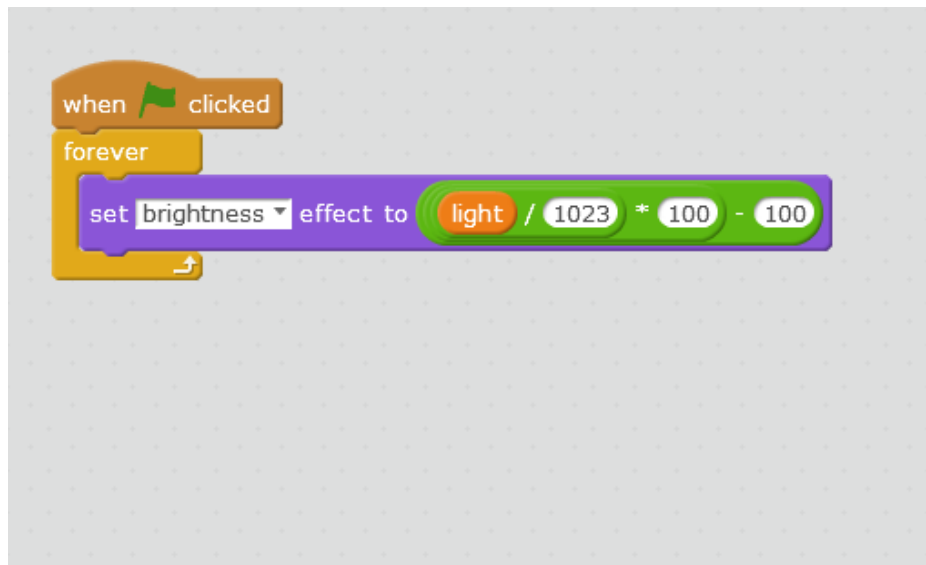 when clicked
forever
set brightness effect to light / 1023 * 100 - 100